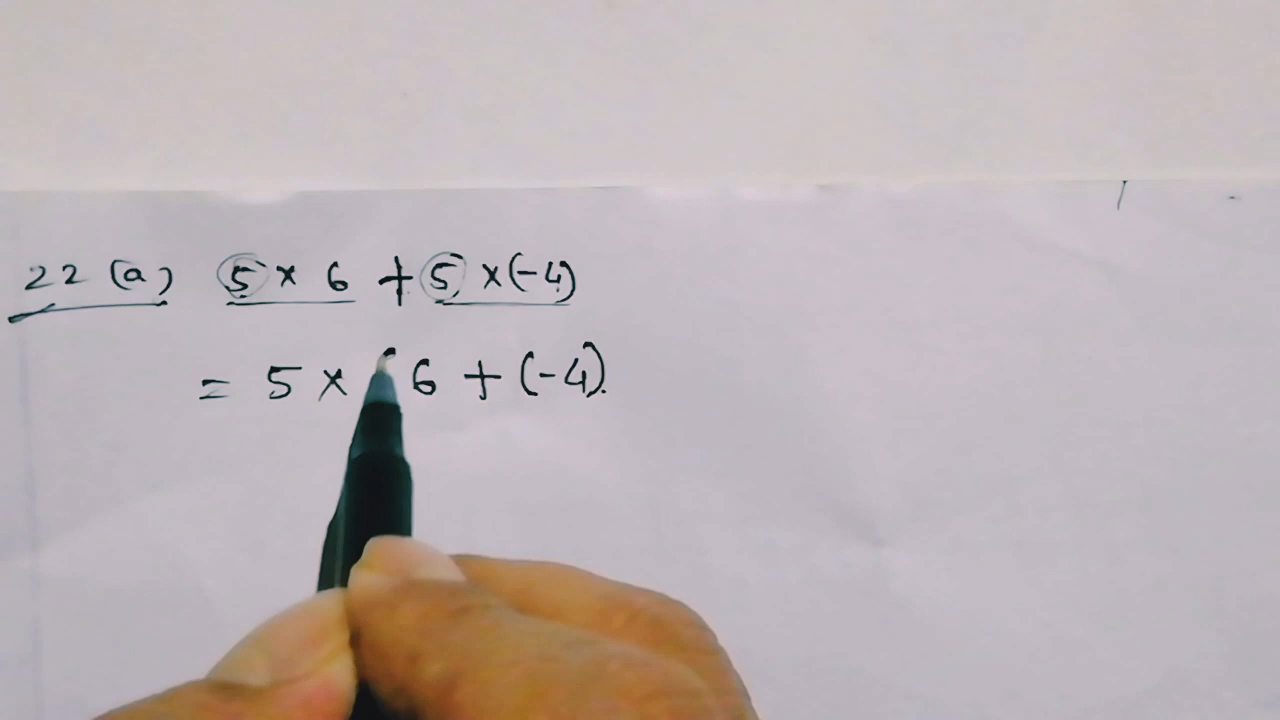 22 (a) 5 × 6 + 5 × (-4)
= 5 × 6 + (-4).